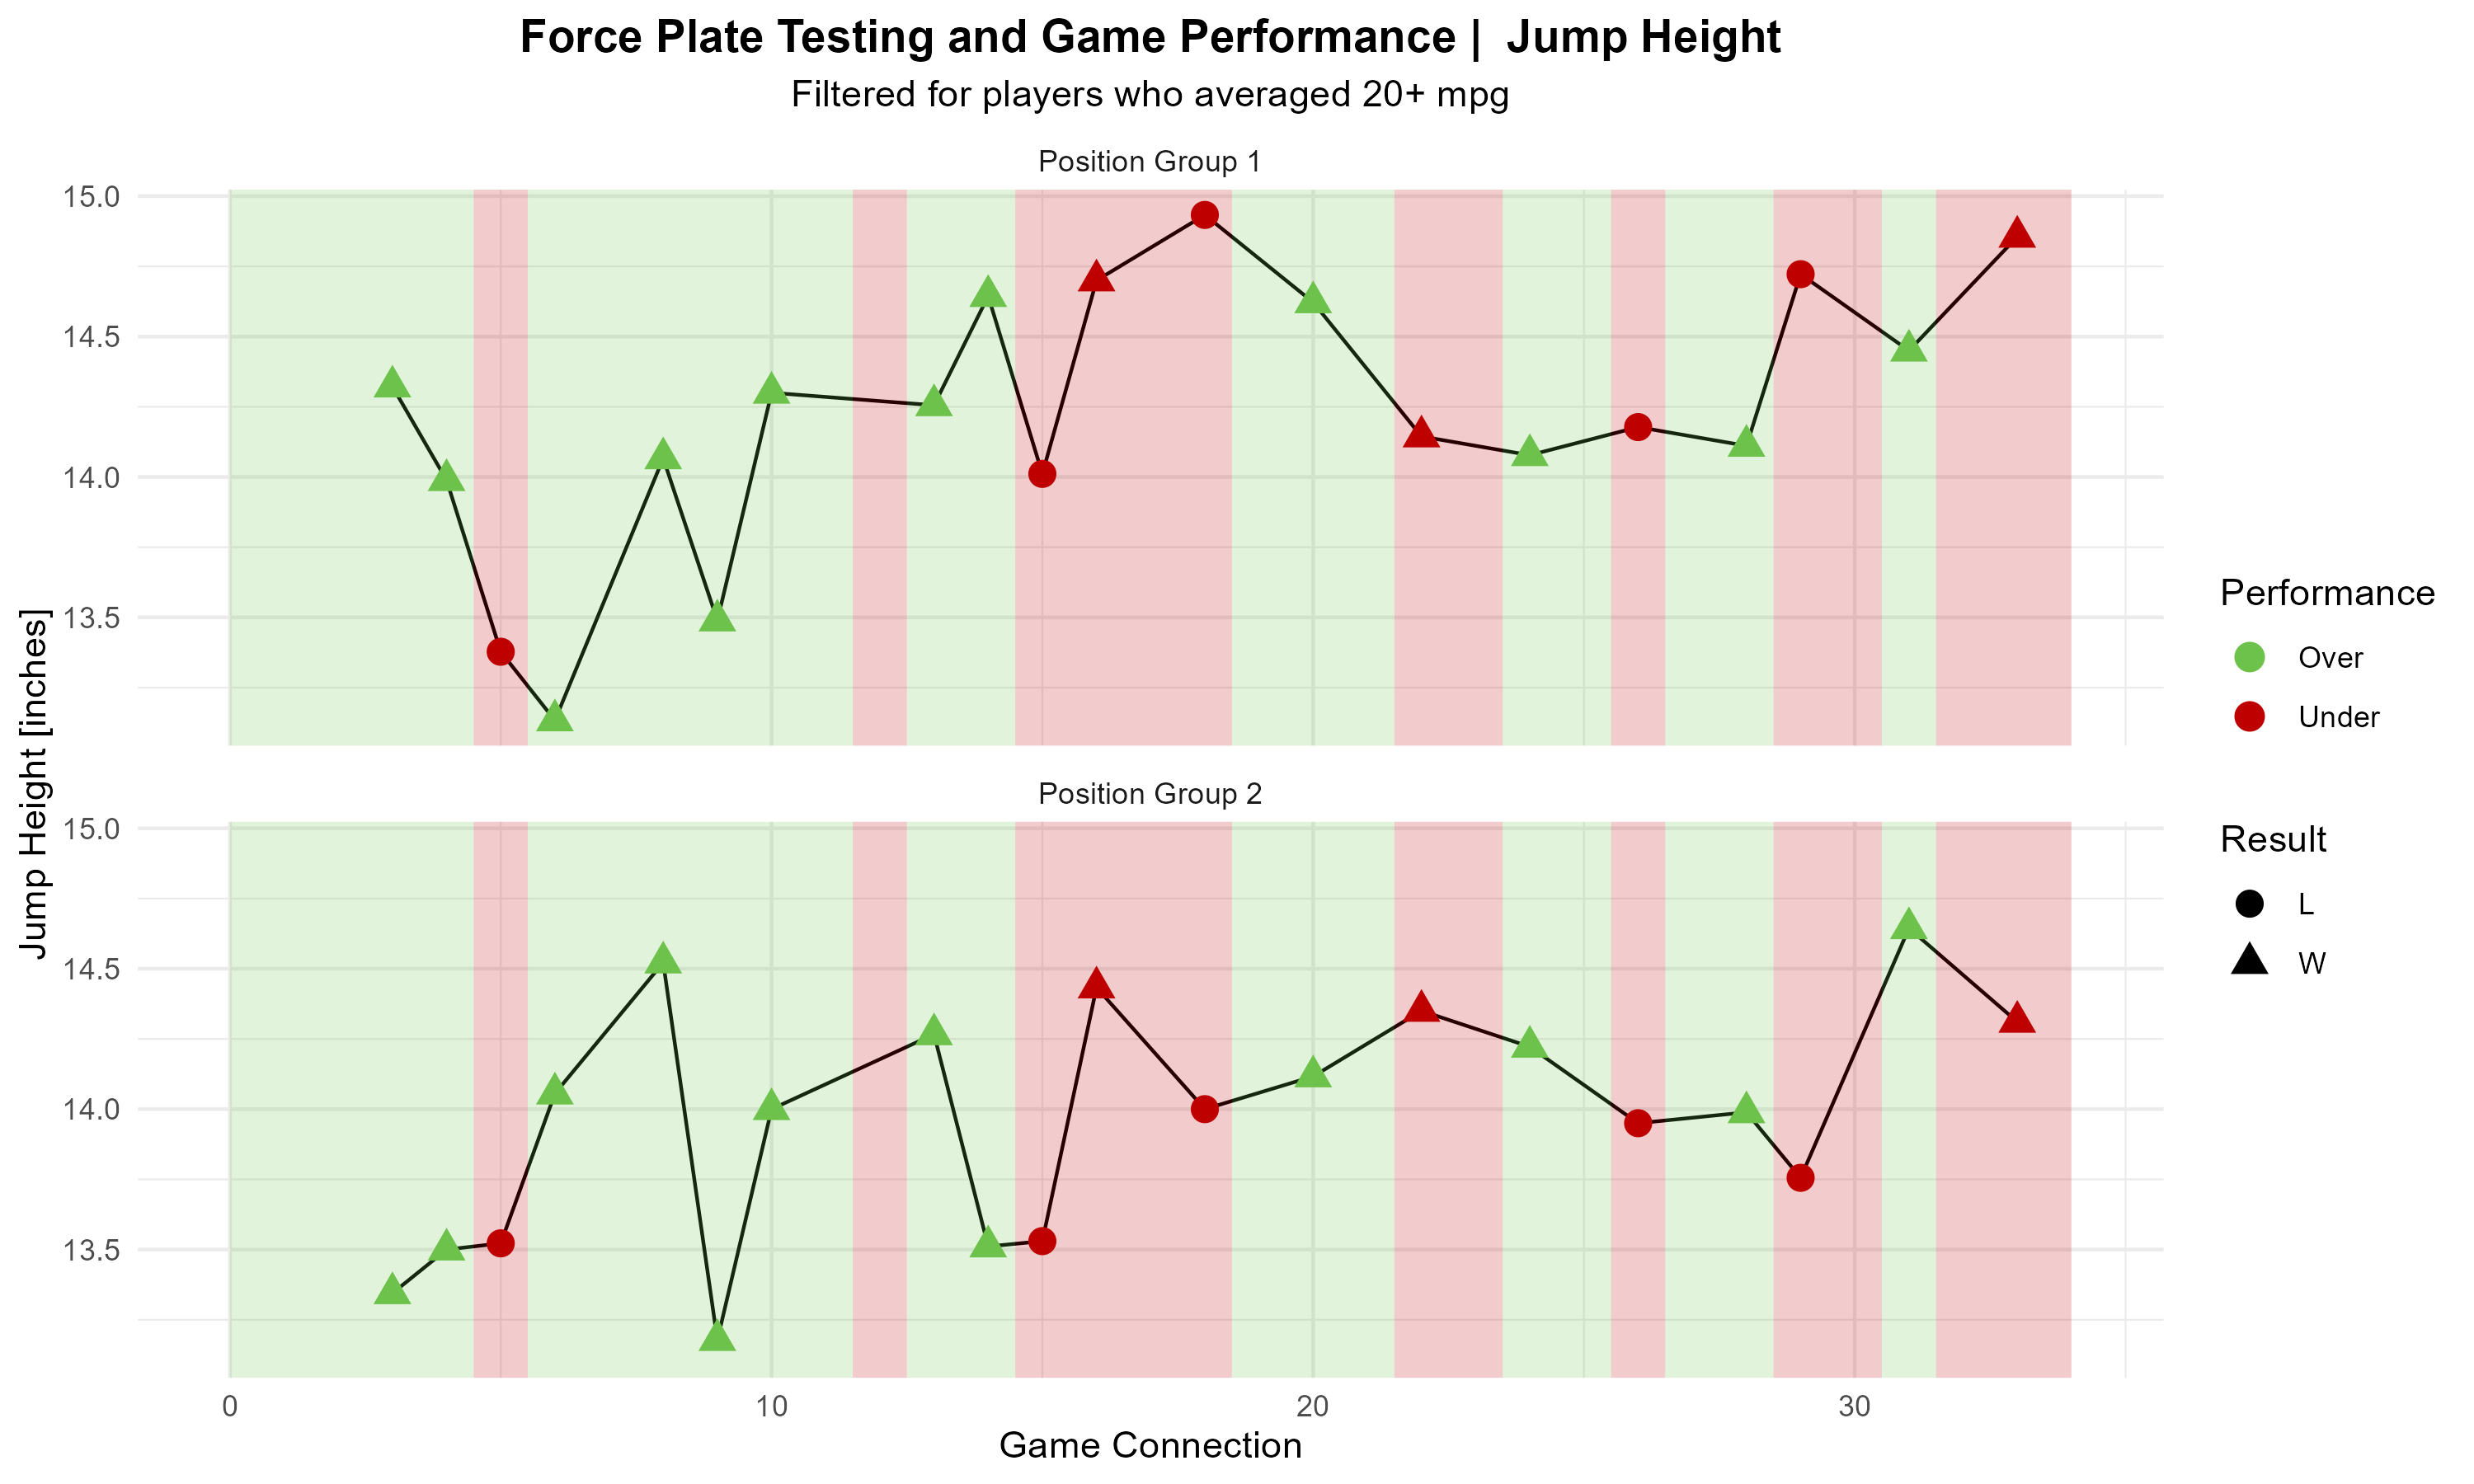 Force Plate Testing and Game Performance |  Jump Height
Filtered for players who averaged 20+ mpg
Position Group 1
15.0
14.5
14.0
13.5
Position Group 2
15.0
14.5
14.0
13.5
0 10 20 30
Game Connection
Jump Height [inches]
Performance
Over
Under
Result
L
W